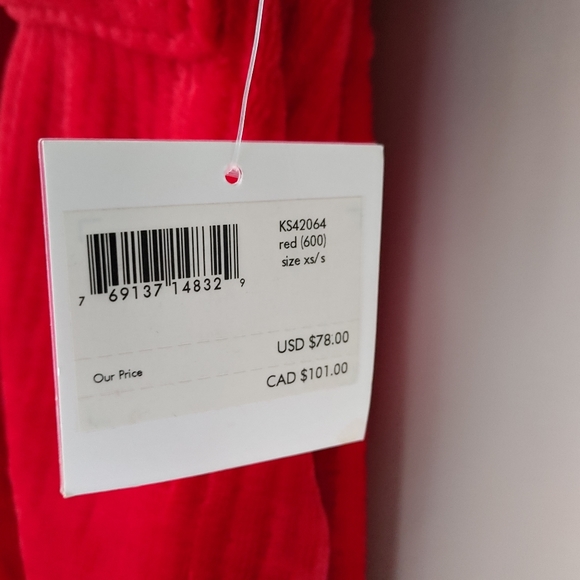 KS42064
red (600)
size xs/s
7 69137 14832 9
USD $78.00
Our Price
CAD $101.00